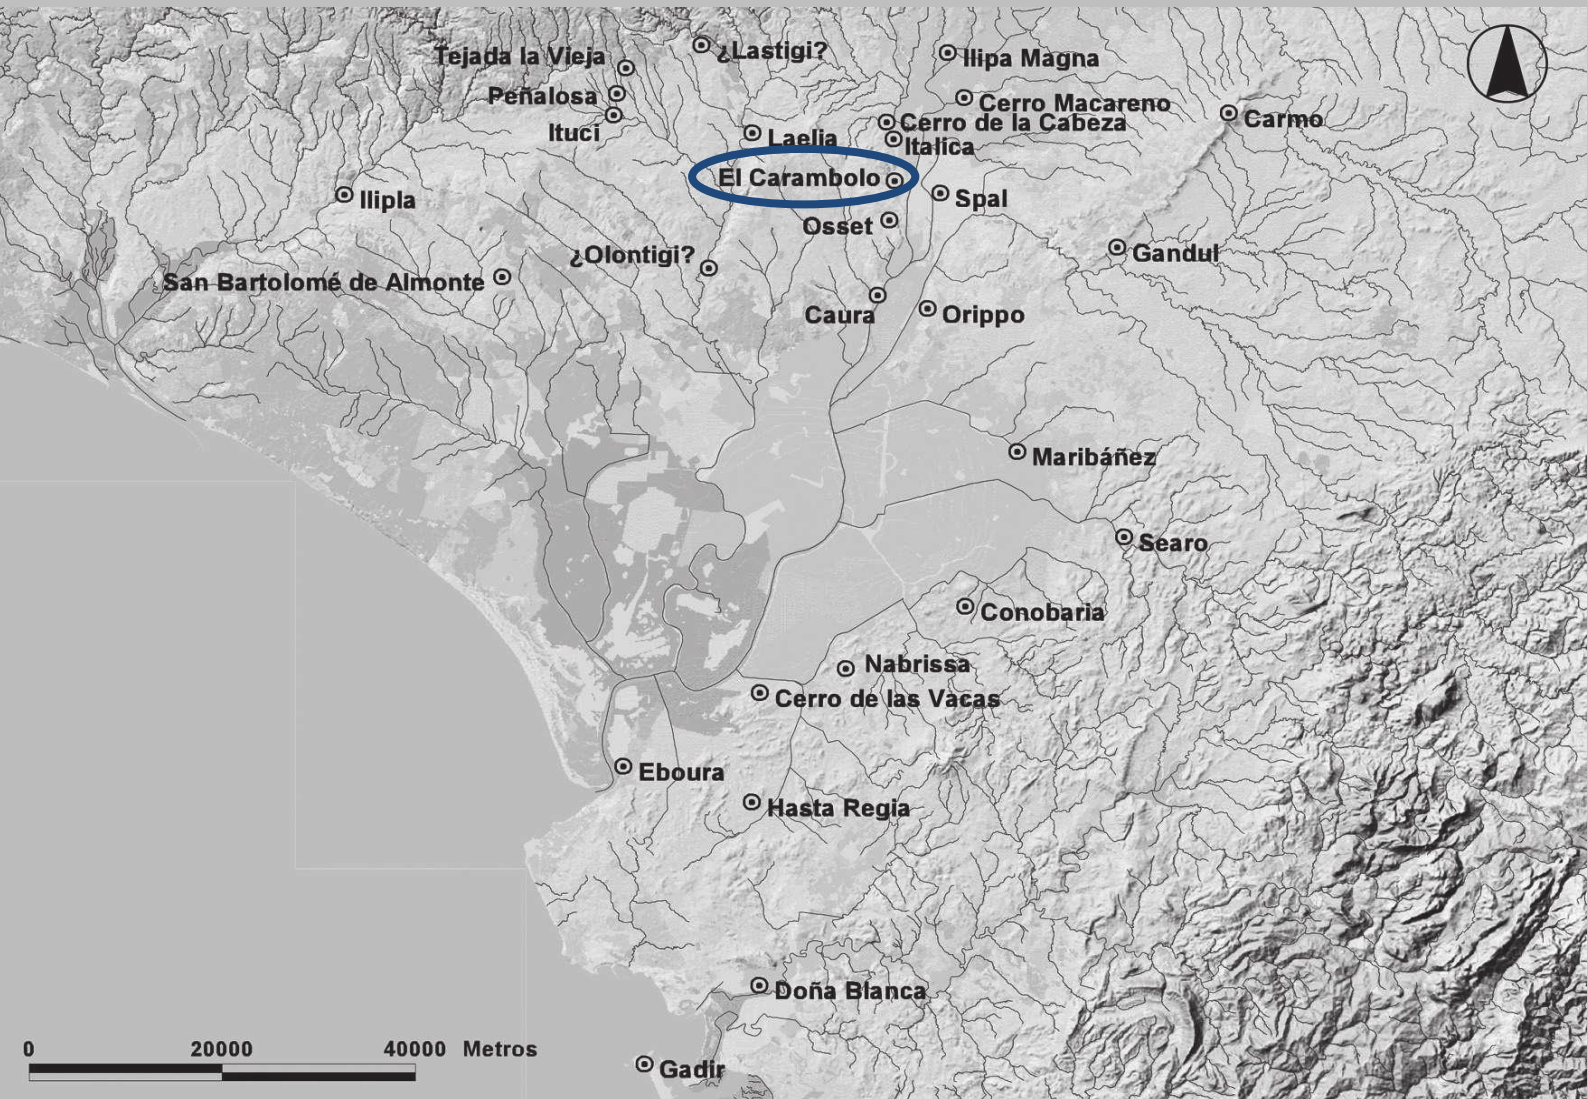 ¿Lastigi?
Tejada la Vieja
Ilipa Magna
Peñalosa
Cerro Macareno
Carmo
Cerro de la Cabeza
Ituci
Laelia
Italica
El Carambolo
Ilipla
Spal
Osset
¿Olontigi?
Gandul
San Bartolomé de Almonte
Caura
Orippo
Maribáñez
Searo
Conobaria
Nabrissa
Cerro de las Vacas
Eboura
Hasta Regia
Doña Blanca
0 20000 40000 Metros
Gadir